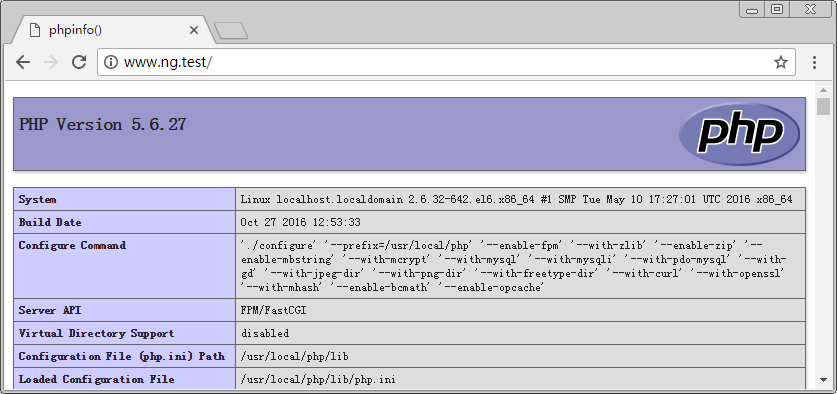 phpinfo()
www.ng.test/
PHP Version 5.6.27
php
System Linux localhost.localdomain 2.6.32-642.el6.x86_64 #1 SMP Tue May 10 17:27:01 UTC 2016 x86_64
Build Date Oct 27 2016 12:53:33
Configure Command './configure' '--prefix=/usr/local/php' '--enable-fpm' '--with-zlib' '--enable-zip' '--
enable-mbstring' '--with-mcrypt' '--with-mysql' '--with-mysqli' '--with-pdo-mysql' '--with-
gd' '--with-jpeg-dir' '--with-png-dir' '--with-freetype-dir' '--with-curl' '--with-openssl'
'--with-mhash' '--enable-bcmath' '--enable-opcache'
Server API FPM/FastCGI
Virtual Directory Support disabled
Configuration File (php.ini) Path /usr/local/php/lib
Loaded Configuration File /usr/local/php/lib/php.ini